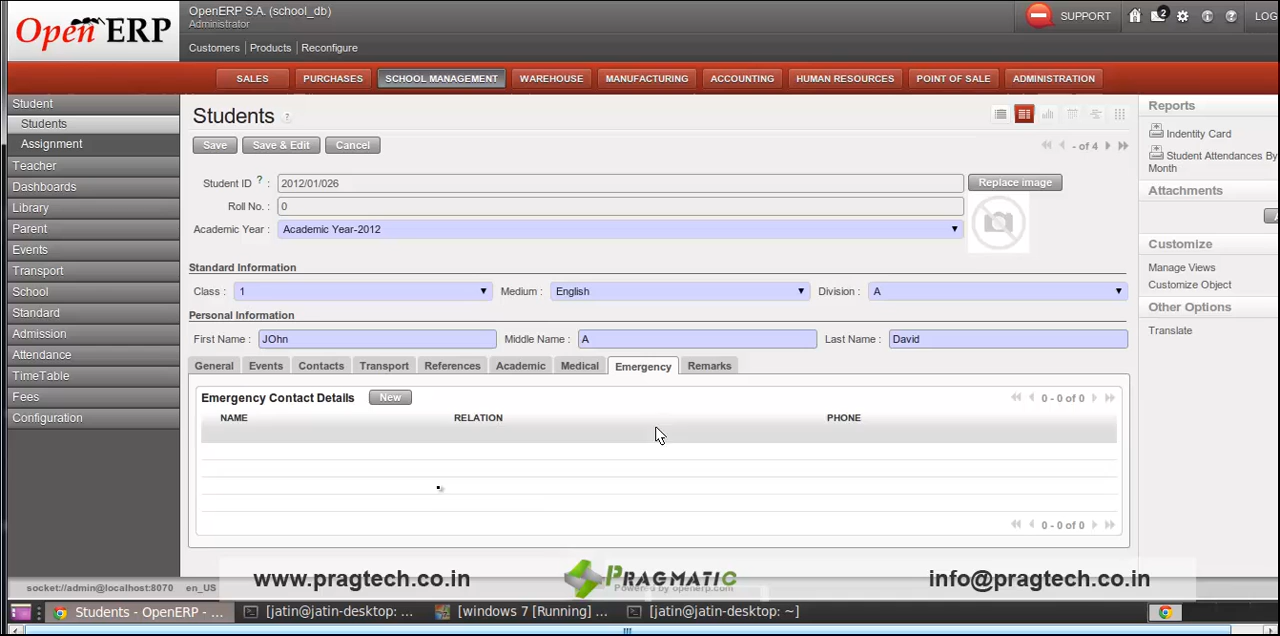 Open ERP
OpenERP S.A. (school_db)
Administrator
Customers | Products | Reconfigure
SUPPORT
2
LOG
SALES PURCHASES SCHOOL MANAGEMENT WAREHOUSE MANUFACTURING ACCOUNTING HUMAN RESOURCES POINT OF SALE ADMINISTRATION
Student
Students
Assignment
Teacher
Dashboards
Library
Parent
Events
Transport
School
Standard
Admission
Attendance
TimeTable
Fees
Configuration
Students ?
Save Save & Edit Cancel
- of 4
Student ID ? : 2012/01/026
Replace image
Roll No. : 0
Academic Year : Academic Year-2012
Standard Information
Class : 1 Medium : English Division : A
Personal Information
First Name : JOhn Middle Name : A Last Name : David
General Events Contacts Transport References Academic Medical Emergency Remarks
Emergency Contact Details New 0 - 0 of 0
NAME RELATION PHONE
0 - 0 of 0
Reports
Indentity Card
Student Attendances By
Month
Attachments
A
Customize
Manage Views
Customize Object
Other Options
Translate
socket://admin@localhost:8070 en_US
www.pragtech.co.in
PRAGMATIC
Powered by openerp.com
info@pragtech.co.in
Students - OpenERP - ... [jatin@jatin-desktop: ... [windows 7 [Running] ... [jatin@jatin-desktop: ~]